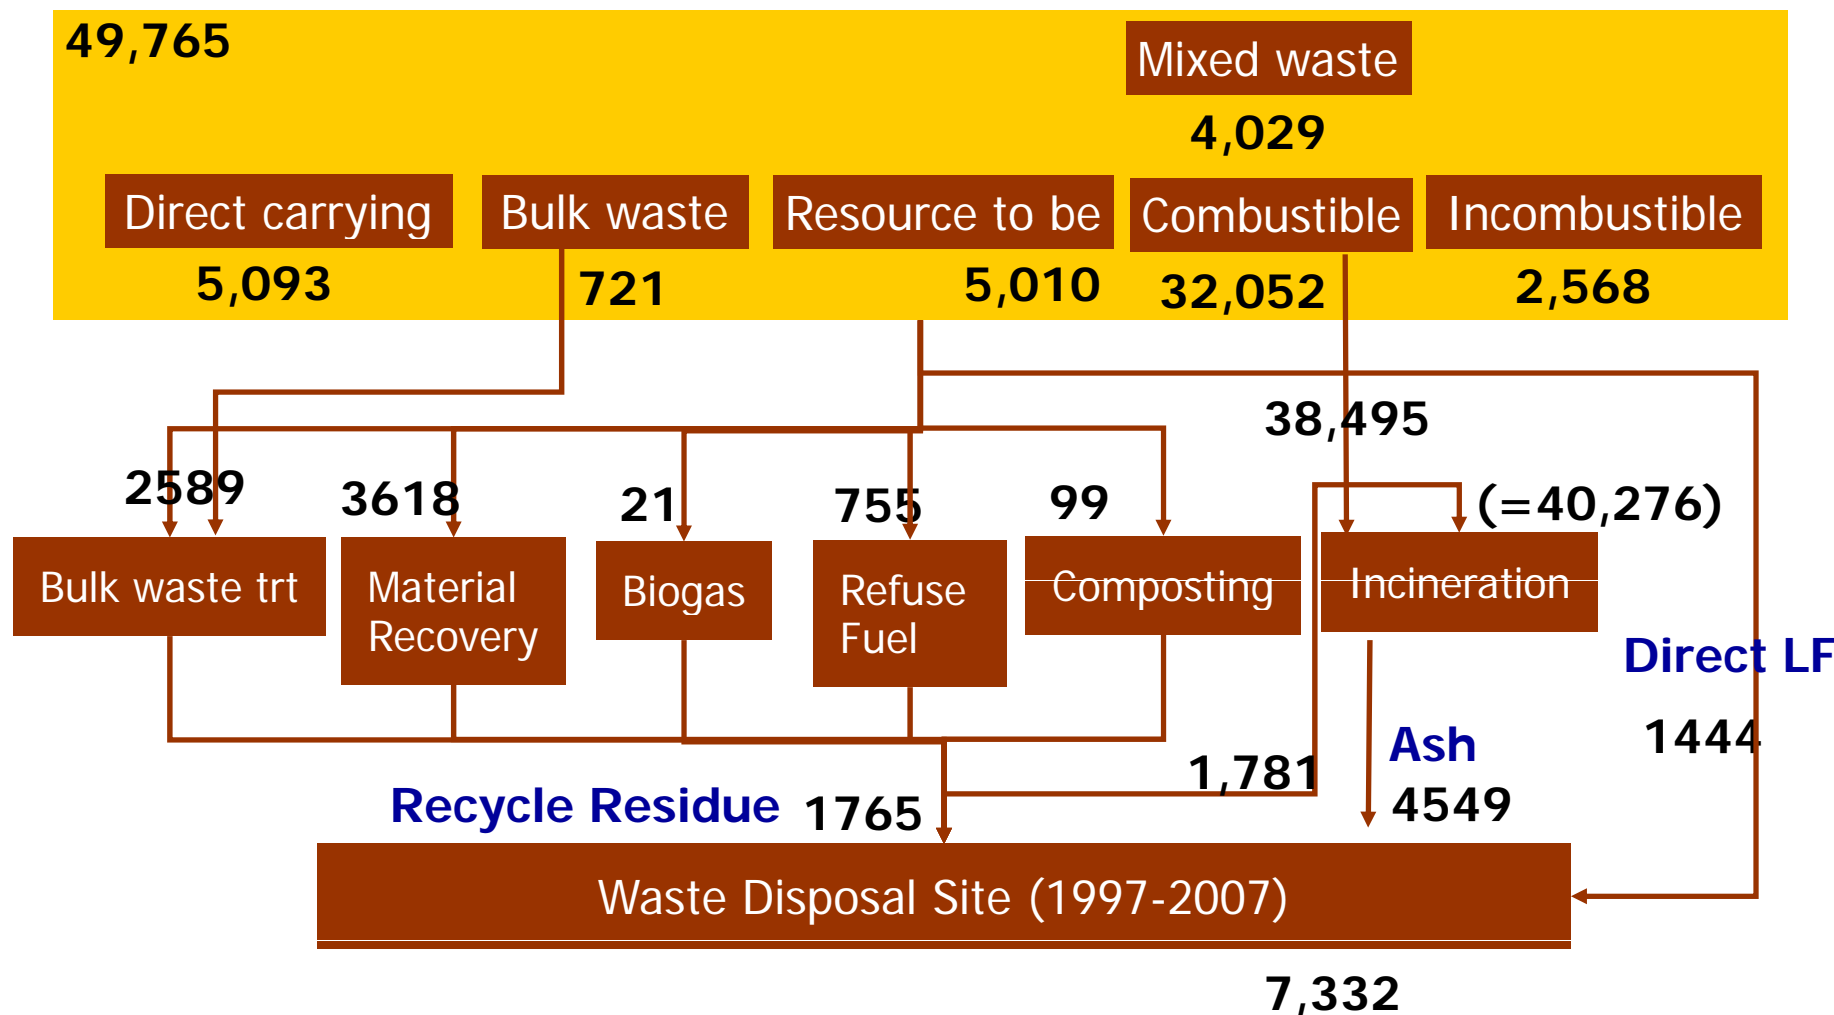 49,765
Mixed waste
4,029
Direct carrying
Bulk waste
Resource to be
Combustible
Incombustible
5,093
721
5,010
32,052
2,568
38,495
2589
3618
21
755
99
(=40,276)
Bulk waste trt
Material
Recovery
Biogas
Refuse
Fuel
Composting
Incineration
Direct LF
1444
Ash
4549
1,781
Recycle Residue
1765
Waste Disposal Site (1997-2007)
7,332